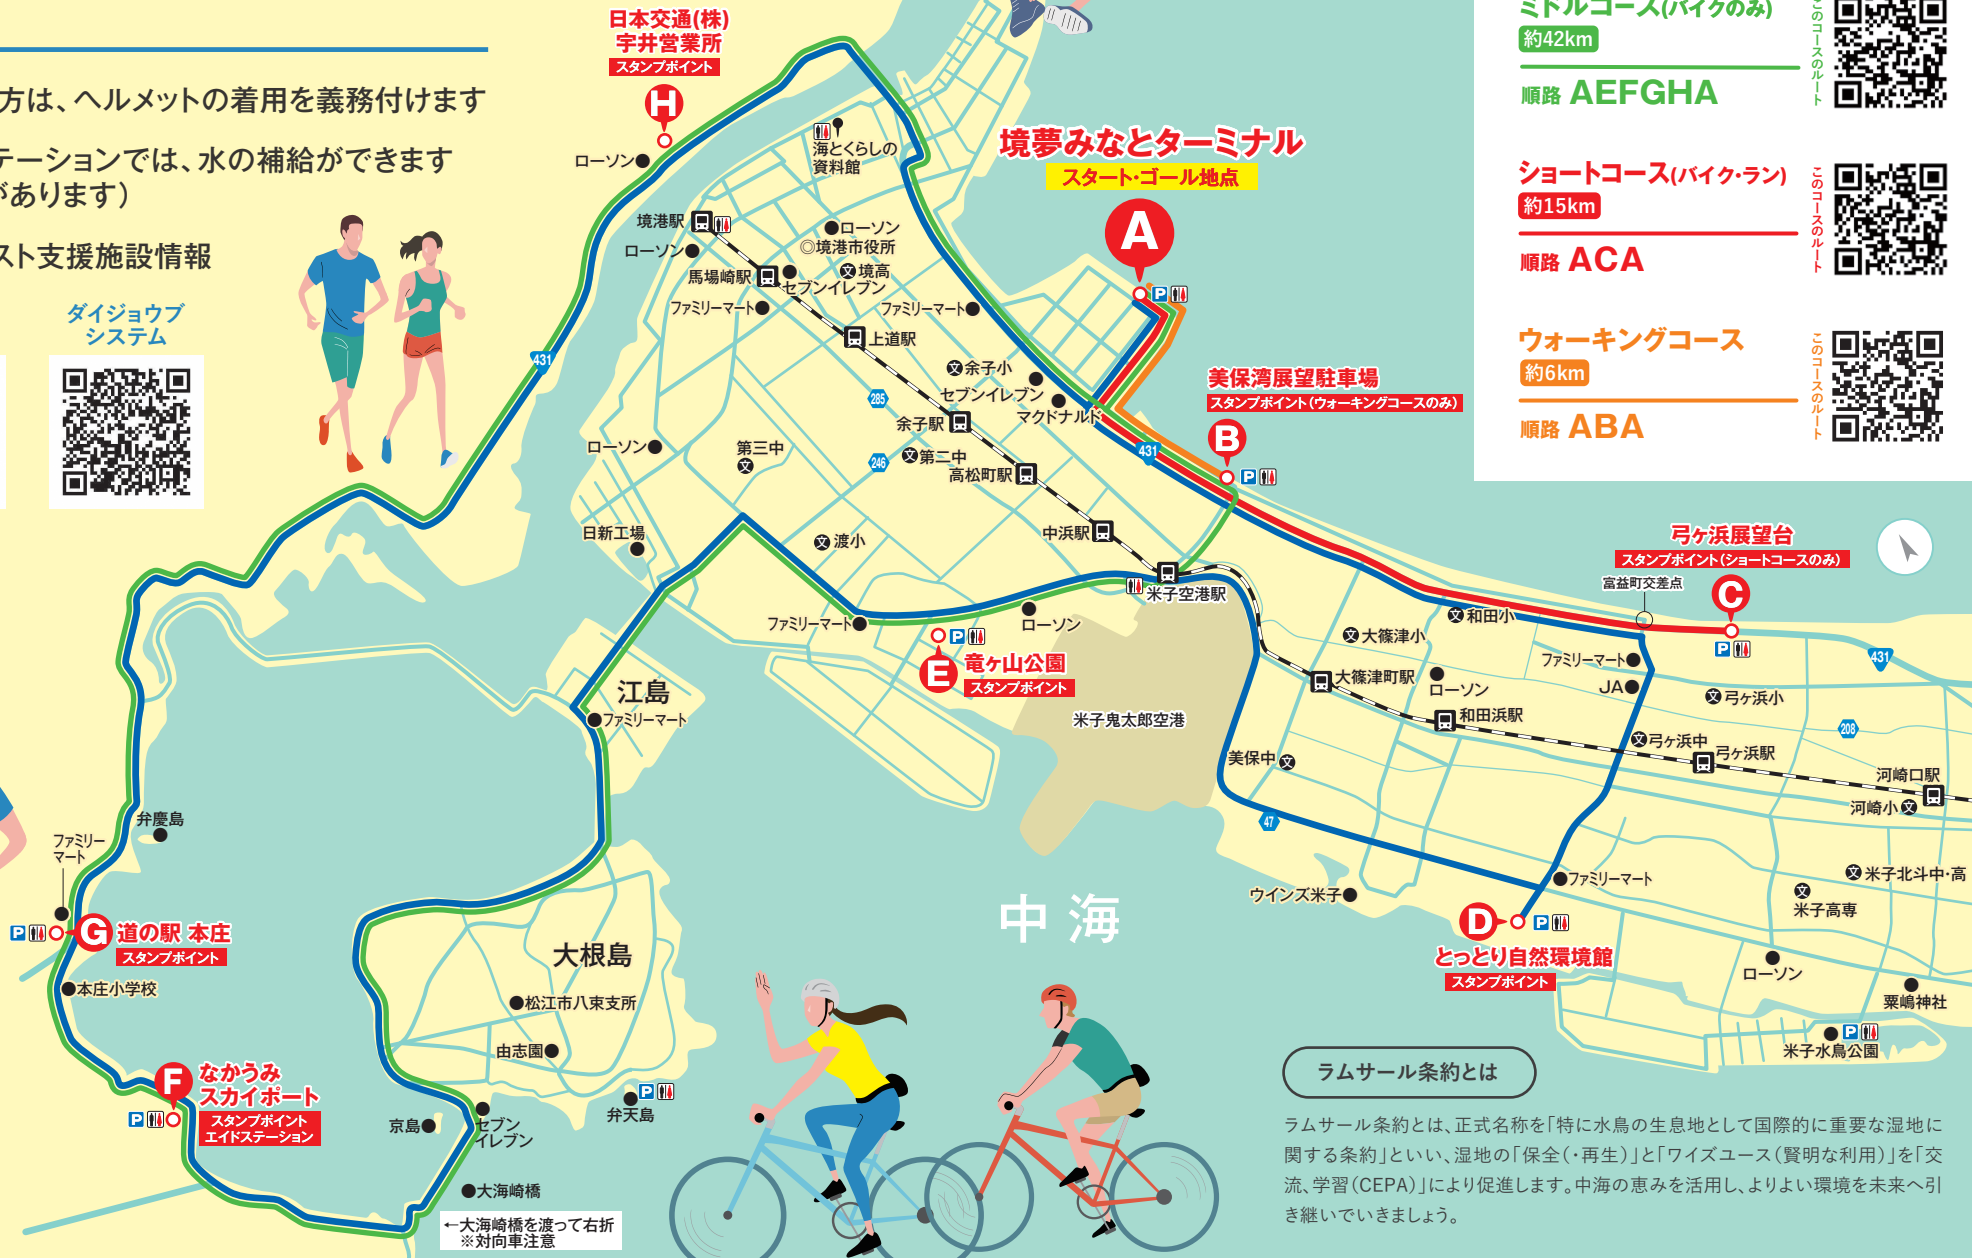 方は、ヘルメットの着用を義務付けます
テーションでは、水の補給ができます
があります)
スト支援施設情報
ダイジョウブ
システム
日本交通(株)
宇井営業所
スタンプポイント
H
ローソン
海とくらしの
資料館
境港駅
ローソン
ローソン
◎境港市役所
馬場崎駅
セブンイレブン
文境高
ファミリーマート
ファミリーマート
上道駅
文余子小
セブンイレブン
マクドナルド
余子駅
285
246
431
ローソン
第三中
文
文第二中
高松町駅
日新工場
文渡小
中浜駅
米子空港駅
境夢みなとターミナル
スタート・ゴール地点
A
P
美保湾展望駐車場
スタンプポイント(ウォーキングコースのみ)
B
P
431
弓ヶ浜展望台
スタンプポイント(ショートコースのみ)
富益町交差点
C
P
431
ファミリーマート
ローソン
P
E
竜ヶ山公園
スタンプポイント
米子鬼太郎空港
文和田小
文大篠津小
大篠津町駅
ローソン
和田浜駅
ファミリーマート
JA
文弓ヶ浜小
208
文弓ヶ浜中
弓ヶ浜駅
河崎口駅
河崎小文
美保中文
47
ファミリーマート
文米子北斗中・高
文
米子高専
ウインズ米子
D
P
とっとり自然環境館
スタンプポイント
ローソン
粟嶋神社
P
米子水鳥公園
江島
ファミリーマート
中海
弁慶島
ファミリー
マート
P
G
道の駅 本庄
スタンプポイント
本庄小学校
F
なかうみ
スカイポート
スタンプポイント
エイドステーション
P
大根島
松江市八束支所
由志園
P
弁天島
京島
セブン
イレブン
大海崎橋
←大海崎橋を渡って右折
※対向車注意
ミドルコース(バイクのみ)
約42km
順路 AEFGHA
このコースのルート
ショートコース(バイク・ラン)
約15km
順路 ACA
このコースのルート
ウォーキングコース
約6km
順路 ABA
このコースのルート
ラムサール条約とは
ラムサール条約とは、正式名称を「特に水鳥の生息地として国際的に重要な湿地に
関する条約」といい、湿地の「保全(・再生)」と「ワイズユース(賢明な利用)」を「交
流、学習(CEPA)」により促進します。中海の恵みを活用し、よりよい環境を未来へ引
き継いでいきましょう。